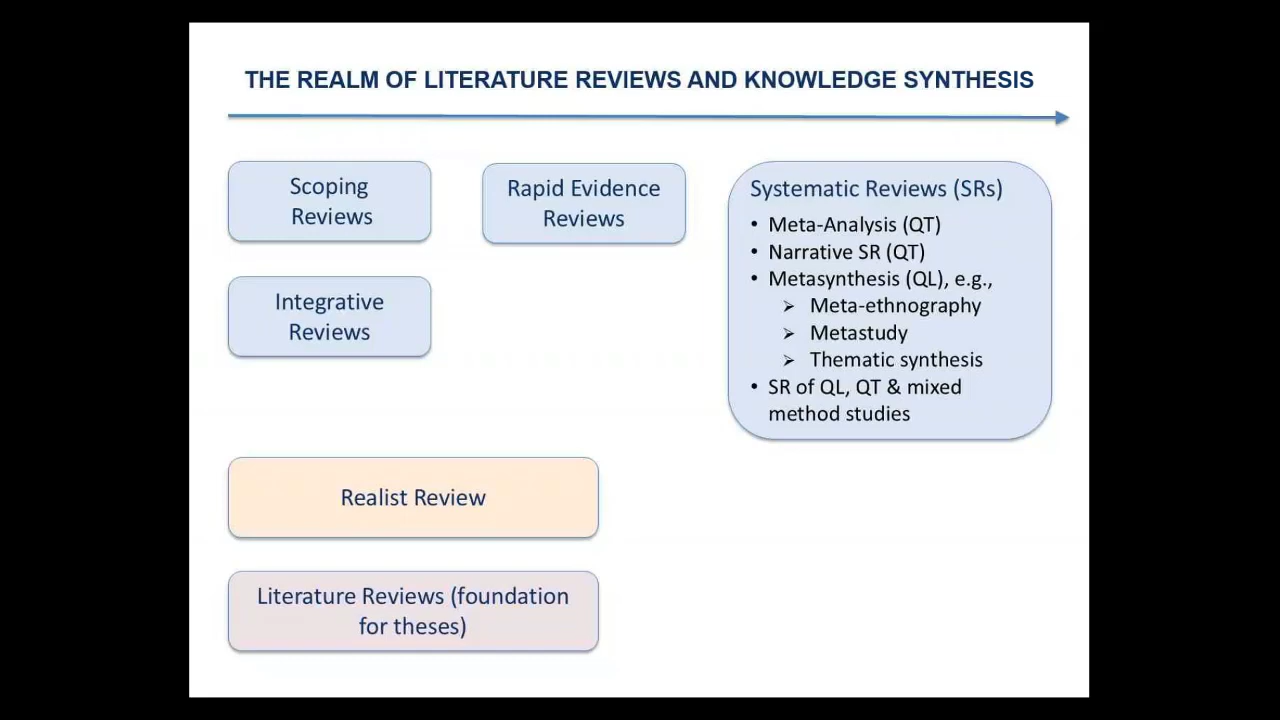 THE REALM OF LITERATURE REVIEWS AND KNOWLEDGE SYNTHESIS
Scoping
Reviews
Rapid Evidence
Reviews
Integrative
Reviews
Systematic Reviews (SRs)
• Meta-Analysis (QT)
• Narrative SR (QT)
• Metasynthesis (QL), e.g.,
➢ Meta-ethnography
➢ Metastudy
➢ Thematic synthesis
• SR of QL, QT & mixed
method studies
Realist Review
Literature Reviews (foundation
for theses)